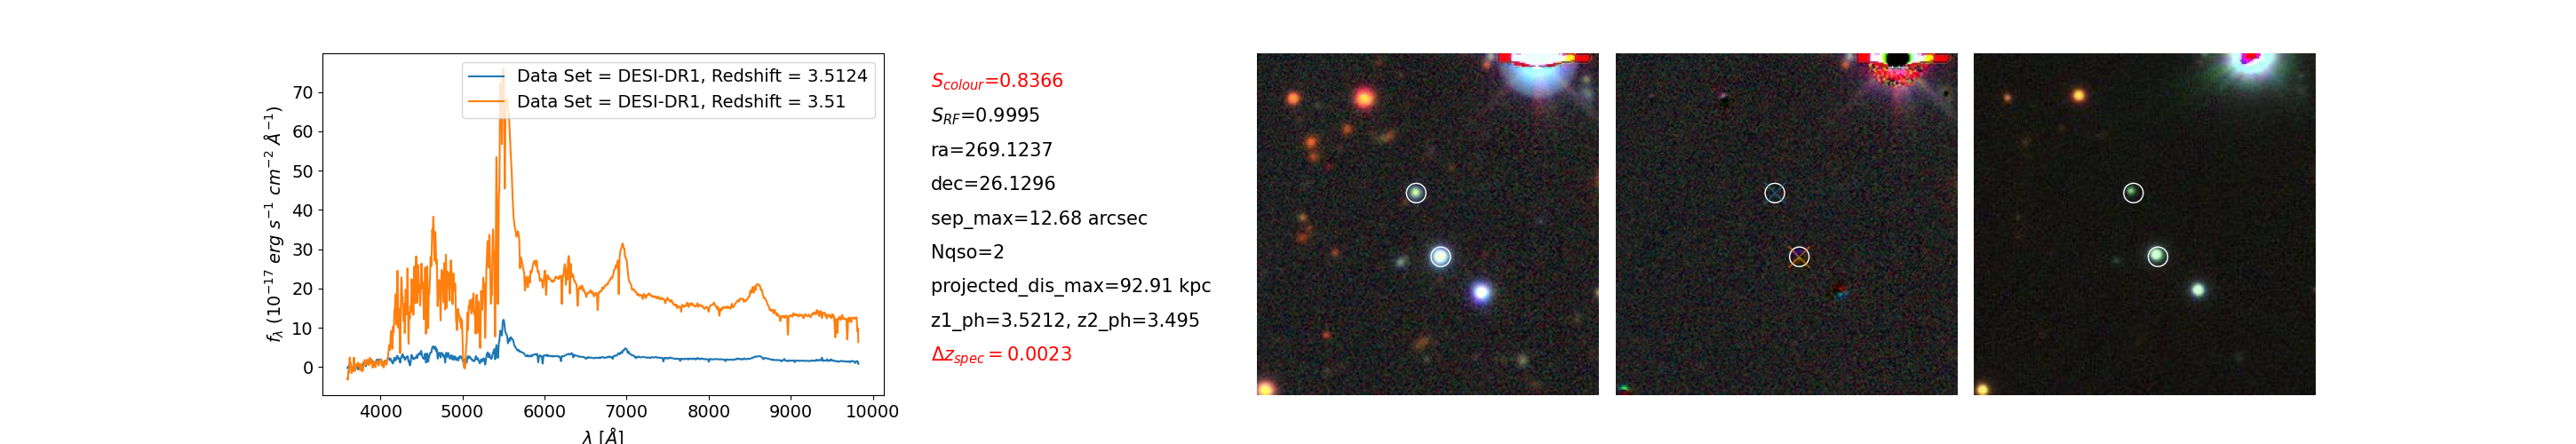 Data Set = DESI-DR1, Redshift = 3.5124
Data Set = DESI-DR1, Redshift = 3.51
70
60
50
40
30
20
10
0
4000 5000 6000 7000 8000 9000 10000
λ [Å]
f_λ (10⁻¹⁷ erg s⁻¹ cm⁻² Å⁻¹)
S_colour=0.8366
S_RF=0.9995
ra=269.1237
dec=26.1296
sep_max=12.68 arcsec
Nqso=2
projected_dis_max=92.91 kpc
z1_ph=3.5212, z2_ph=3.495
Δz_spec = 0.0023